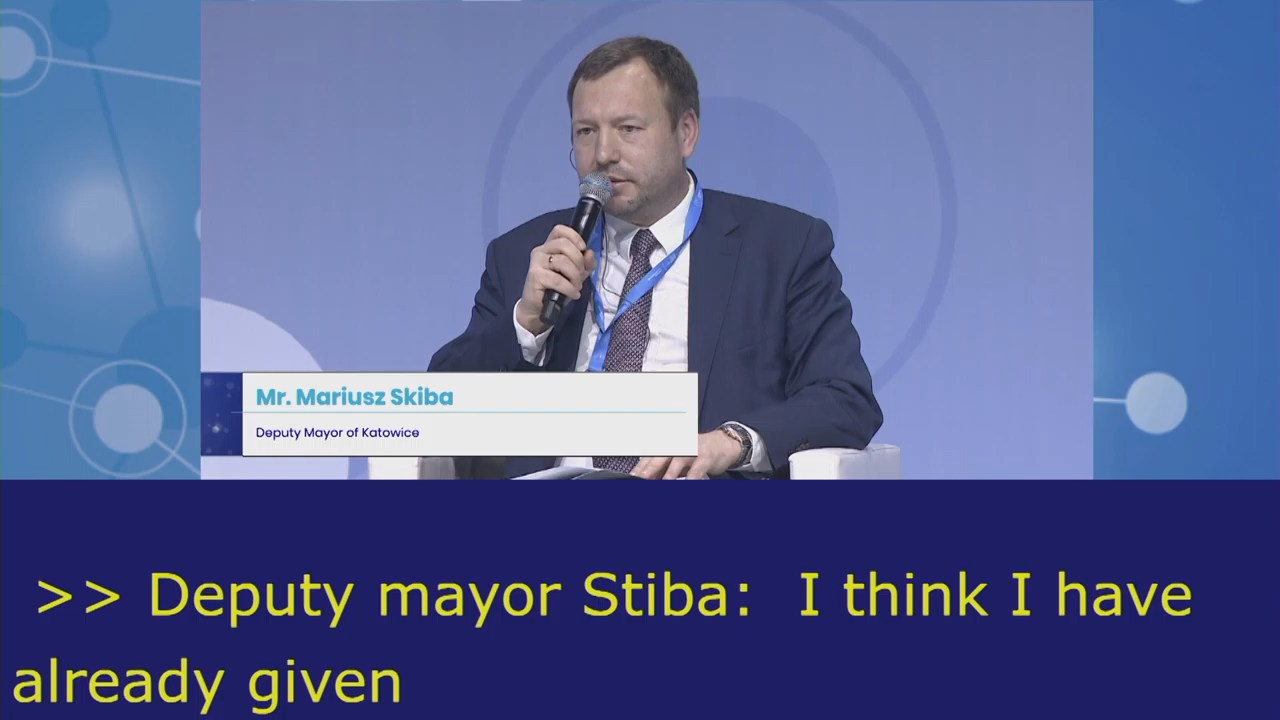 Mr. Mariusz Skiba
Deputy Mayor of Katowice
>> Deputy mayor Stiba: I think I have
already given